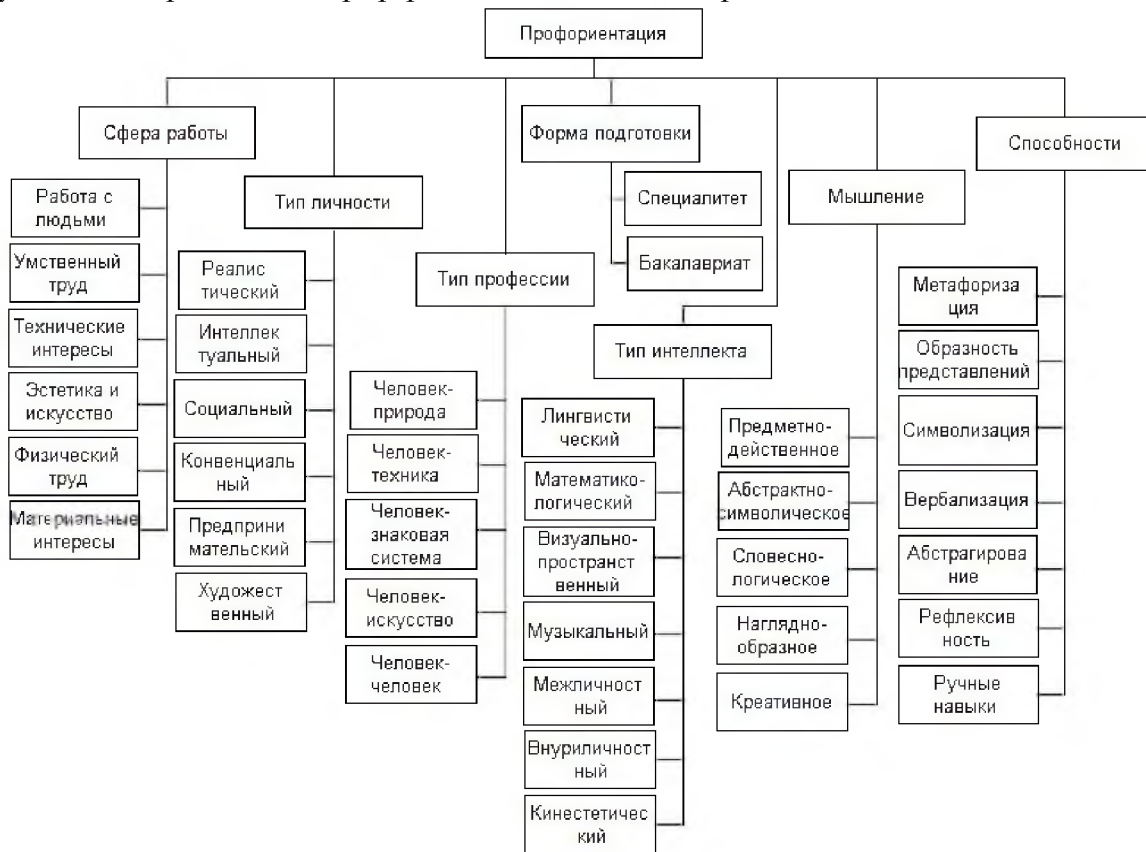 Профориентация
Сфера работы
Работа с
людьми
Умственный
труд
Технические
интересы
Эстетика и
искусство
Физический
труд
Материальные
интересы
Тип личности
Реалис
тический
Интеллек
туальный
Социальный
Конвенциаль
ный
Предприни
мательский
Художест
венный
Тип профессии
Человек-
природа
Человек-
техника
Человек-
знаковая
система
Человек-
искусство
Человек-
человек
Форма подготовки
Специалитет
Бакалавриат
Тип интеллекта
Лингвисти
ческий
Математико-
логический
Визуально-
пространст
венный
Музыкальный
Межличност
ный
Внуриличност
ный
Кинестетичес
кий
Мышление
Предметно-
действенное
Абстрактно-
символическое
Словесно-
логическое
Наглядно-
образное
Креативное
Способности
Метафориза
ция
Образность
представлений
Символизация
Вербализация
Абстрагирова
ние
Рефлексив
ность
Ручные
навыки